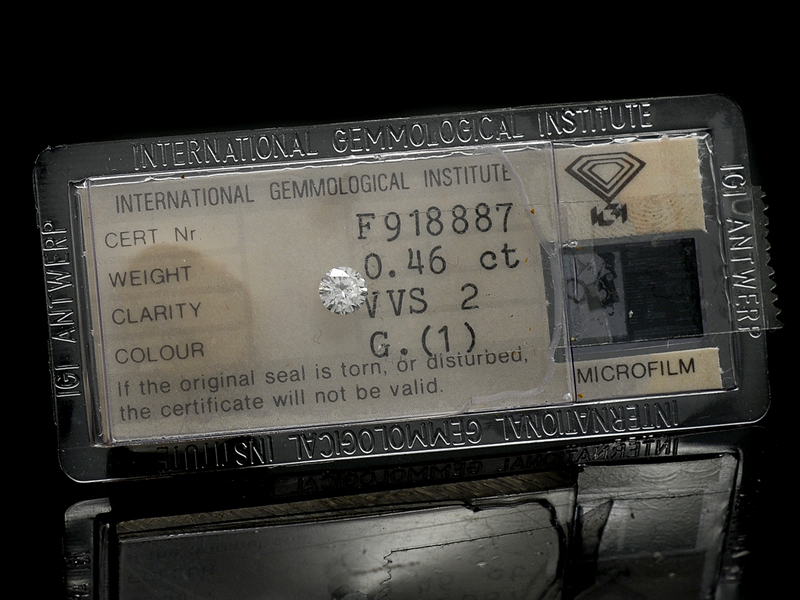 INTERNATIONAL GEMMOLOGICAL INSTITUTE
INTERNATIONAL GEMMOLOGICAL INSTITUTE
CERT Nr. F918887
WEIGHT 0.46 ct
CLARITY VVS 2
COLOUR G.(1)
If the original seal is torn, or disturbed,
the certificate will not be valid.
IGI
MICROFILM
IGI ANTWERP
IGI ANTWERP
INTERNATIONAL GEMMOLOGICAL INSTITUTE